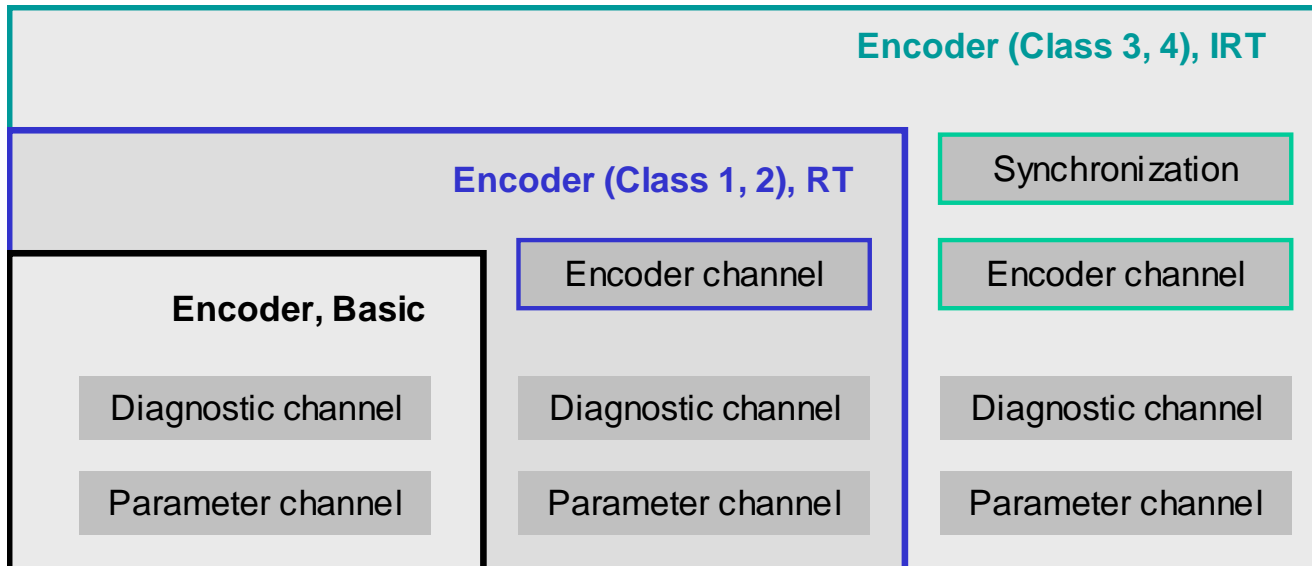 Encoder (Class 3, 4), IRT
Synchronization
Encoder (Class 1, 2), RT
Encoder channel
Encoder channel
Encoder, Basic
Diagnostic channel
Diagnostic channel
Diagnostic channel
Parameter channel
Parameter channel
Parameter channel